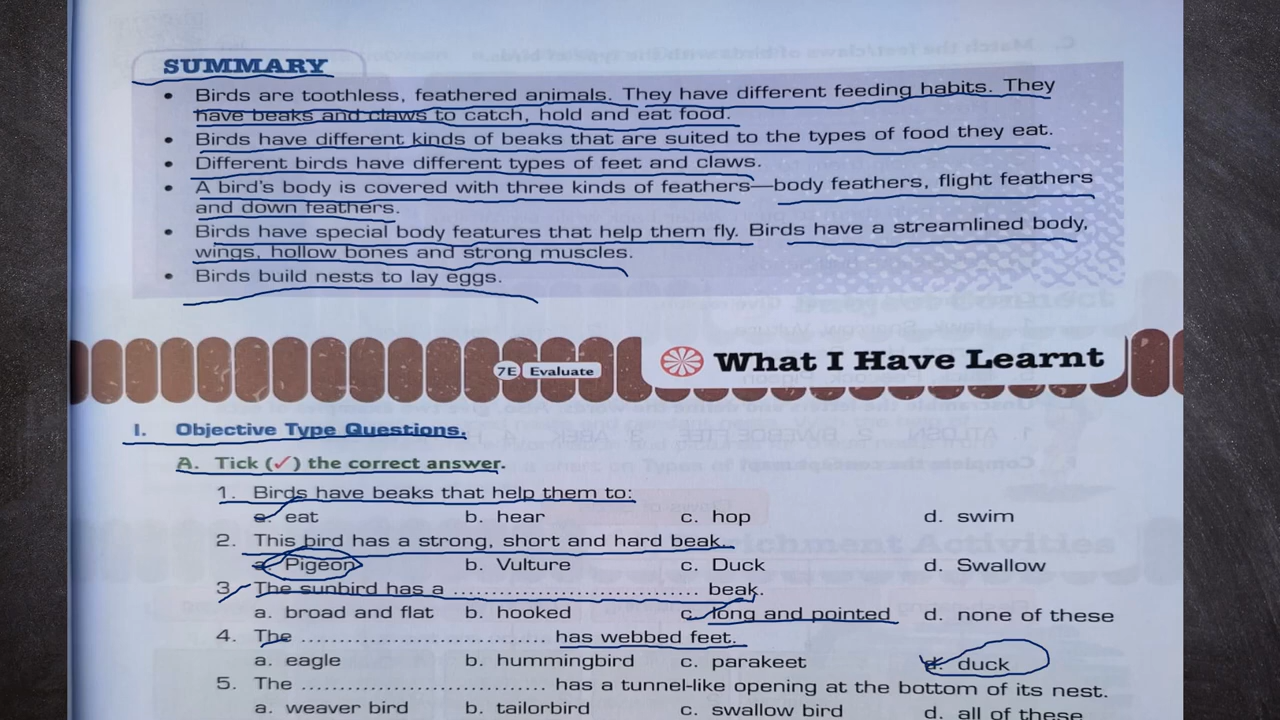 SUMMARY
• Birds are toothless, feathered animals. They have different feeding habits. They
have beaks and claws to catch, hold and eat food.
• Birds have different kinds of beaks that are suited to the types of food they eat.
• Different birds have different types of feet and claws.
• A bird's body is covered with three kinds of feathers—body feathers, flight feathers
and down feathers.
• Birds have special body features that help them fly. Birds have a streamlined body,
wings, hollow bones and strong muscles.
• Birds build nests to lay eggs.
7E Evaluate What I Have Learnt
I. Objective Type Questions.
A. Tick (✓) the correct answer.
1. Birds have beaks that help them to:
a. eat b. hear c. hop d. swim
2. This bird has a strong, short and hard beak.
a. Pigeon b. Vulture c. Duck d. Swallow
3. The sunbird has a .................................. beak.
a. broad and flat b. hooked c. long and pointed d. none of these
4. The .................................. has webbed feet.
a. eagle b. hummingbird c. parakeet d. duck
5. The .................................. has a tunnel-like opening at the bottom of its nest.
a. weaver bird b. tailorbird c. swallow bird d. all of these